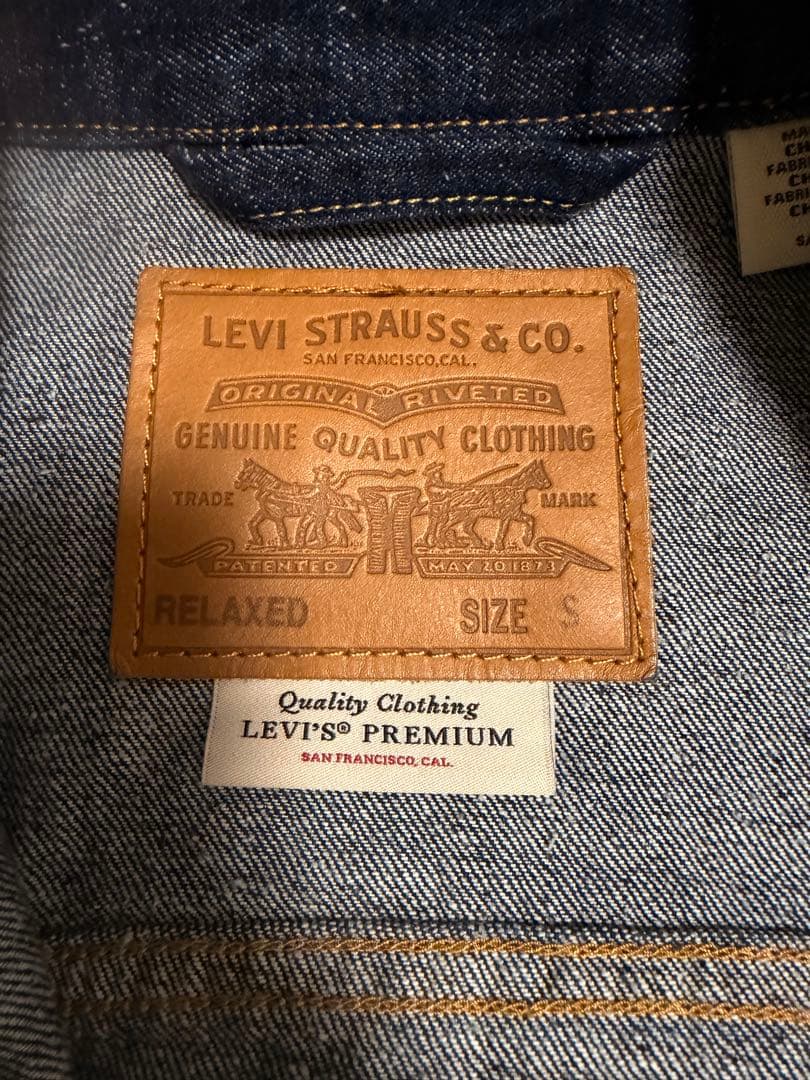 LEVI STRAUSS & CO.
SAN FRANCISCO, CAL.
ORIGINAL RIVETED
GENUINE QUALITY CLOTHING
TRADE MARK
PATENTED MAY 20 1873
RELAXED SIZE S
Quality Clothing
LEVI'S® PREMIUM
SAN FRANCISCO, CAL.